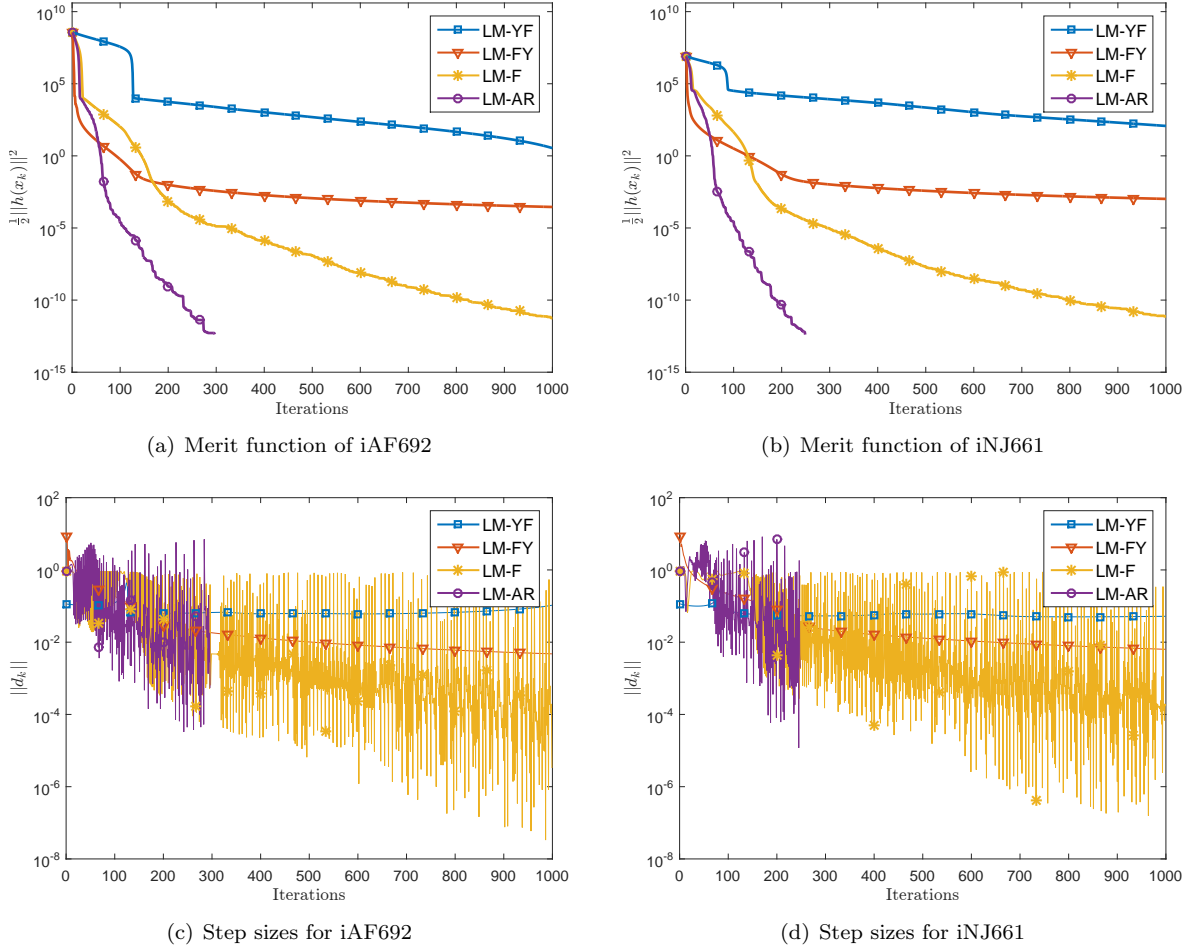 10^10
10^5
10^0
10^-5
10^-10
10^-15
½||h(x_k)||²
0 100 200 300 400 500 600 700 800 900 1000
Iterations
LM-YF
LM-FY
LM-F
LM-AR
(a) Merit function of iAF692
10^10
10^5
10^0
10^-5
10^-10
10^-15
½||h(x_k)||²
0 100 200 300 400 500 600 700 800 900 1000
Iterations
LM-YF
LM-FY
LM-F
LM-AR
(b) Merit function of iNJ661
10^2
10^0
10^-2
10^-4
10^-6
10^-8
||d_k||
0 100 200 300 400 500 600 700 800 900 1000
Iterations
LM-YF
LM-FY
LM-F
LM-AR
(c) Step sizes for iAF692
10^2
10^0
10^-2
10^-4
10^-6
10^-8
||d_k||
0 100 200 300 400 500 600 700 800 900 1000
Iterations
LM-YF
LM-FY
LM-F
LM-AR
(d) Step sizes for iNJ661